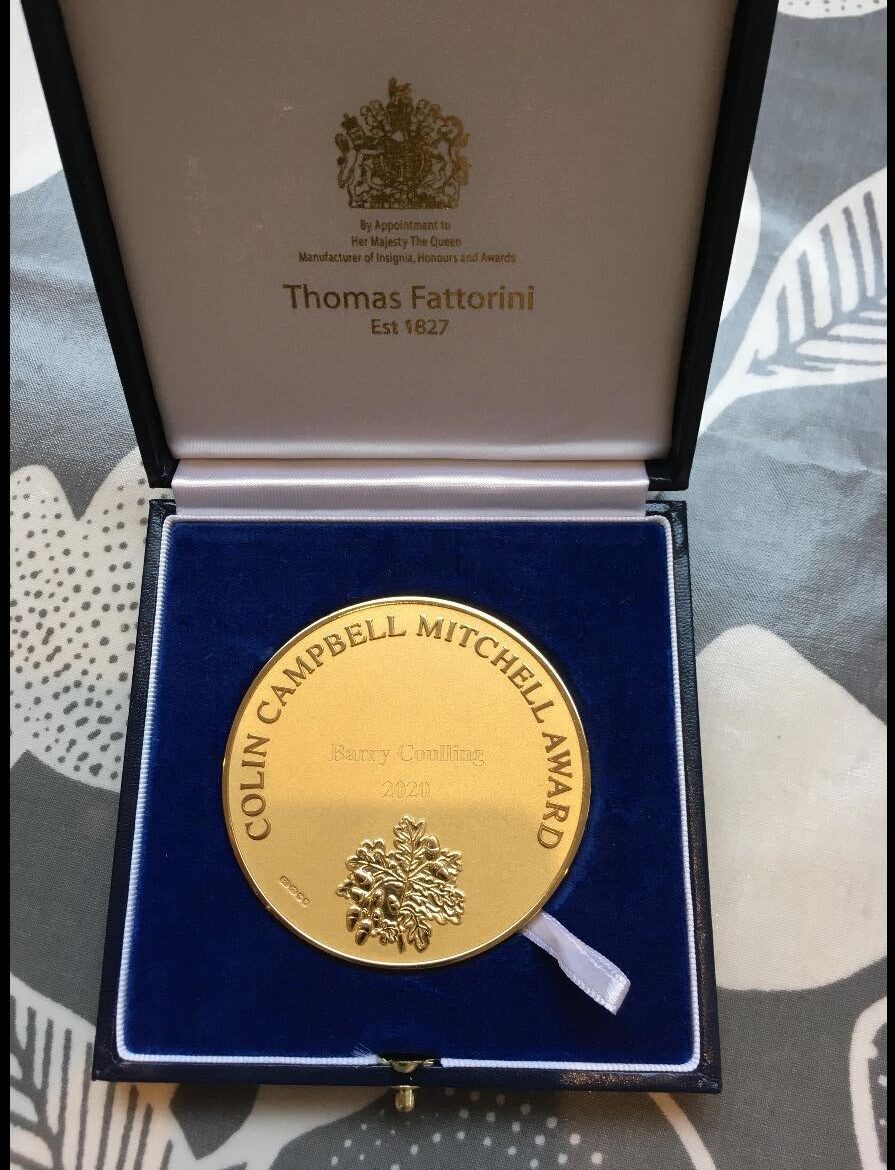 By Appointment to
Her Majesty The Queen
Manufacturer of Insignia, Honours and Awards
Thomas Fattorini
Est 1827
COLIN CAMPBELL MITCHELL AWARD
Barry Coulling
2020